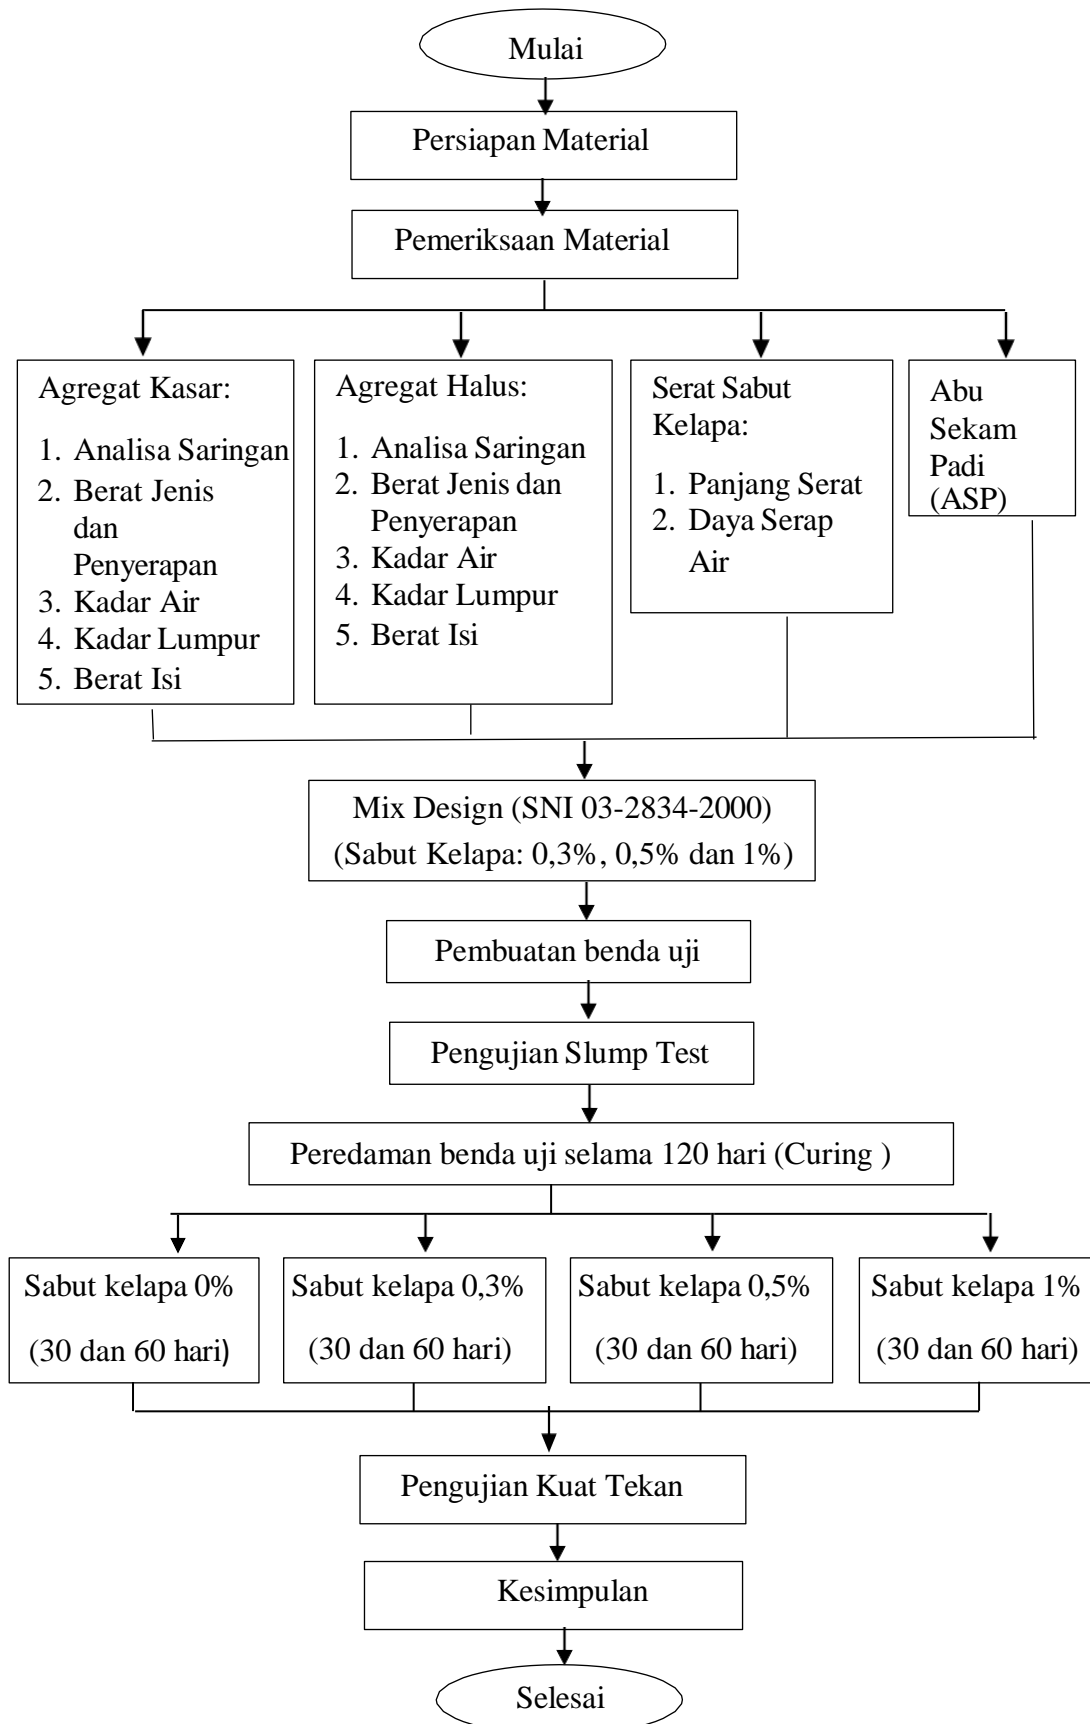 Mulai
Persiapan Material
Pemeriksaan Material
Agregat Kasar:
1. Analisa Saringan
2. Berat Jenis
dan
Penyerapan
3. Kadar Air
4. Kadar Lumpur
5. Berat Isi
Agregat Halus:
1. Analisa Saringan
2. Berat Jenis dan
Penyerapan
3. Kadar Air
4. Kadar Lumpur
5. Berat Isi
Serat Sabut
Kelapa:
1. Panjang Serat
2. Daya Serap
Air
Abu
Sekam
Padi
(ASP)
Mix Design (SNI 03-2834-2000)
(Sabut Kelapa: 0,3%, 0,5% dan 1%)
Pembuatan benda uji
Pengujian Slump Test
Peredaman benda uji selama 120 hari (Curing )
Sabut kelapa 0%
(30 dan 60 hari)
Sabut kelapa 0,3%
(30 dan 60 hari)
Sabut kelapa 0,5%
(30 dan 60 hari)
Sabut kelapa 1%
(30 dan 60 hari)
Pengujian Kuat Tekan
Kesimpulan
Selesai